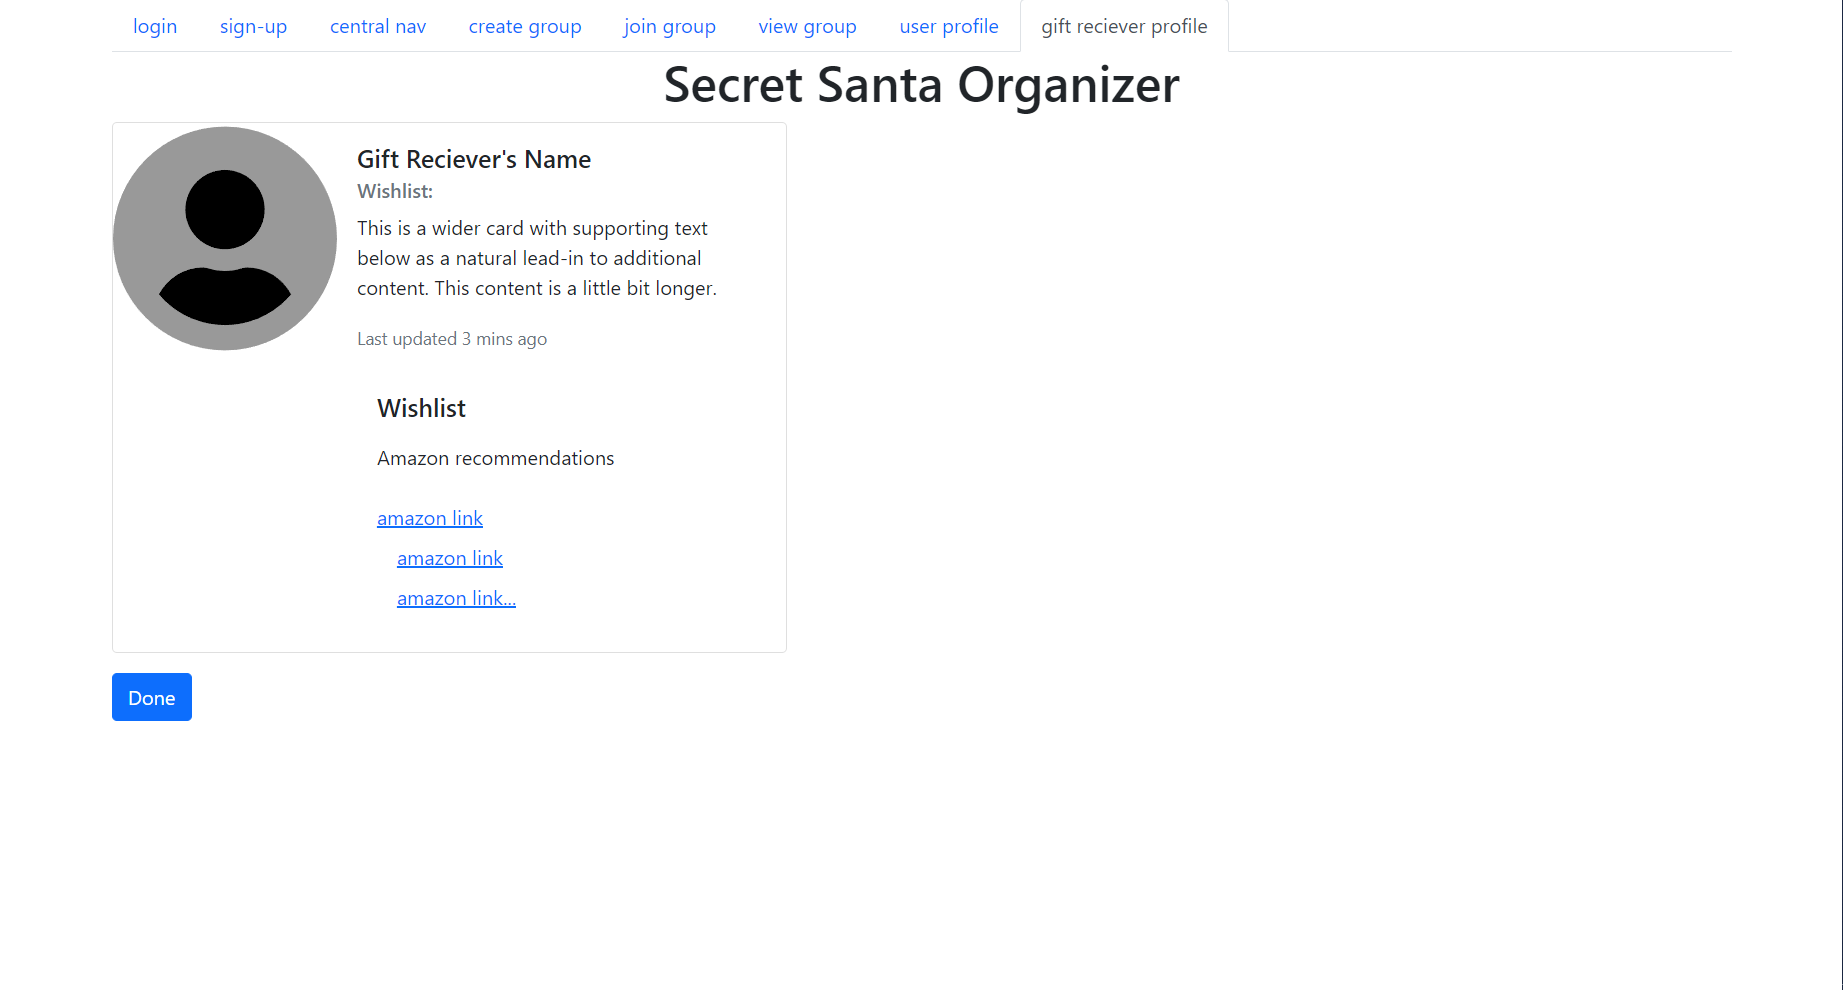 login sign-up central nav create group join group view group user profile gift reciever profile
Secret Santa Organizer
Gift Reciever's Name
Wishlist:
This is a wider card with supporting text
below as a natural lead-in to additional
content. This content is a little bit longer.
Last updated 3 mins ago
Wishlist
Amazon recommendations
amazon link
amazon link
amazon link...
Done